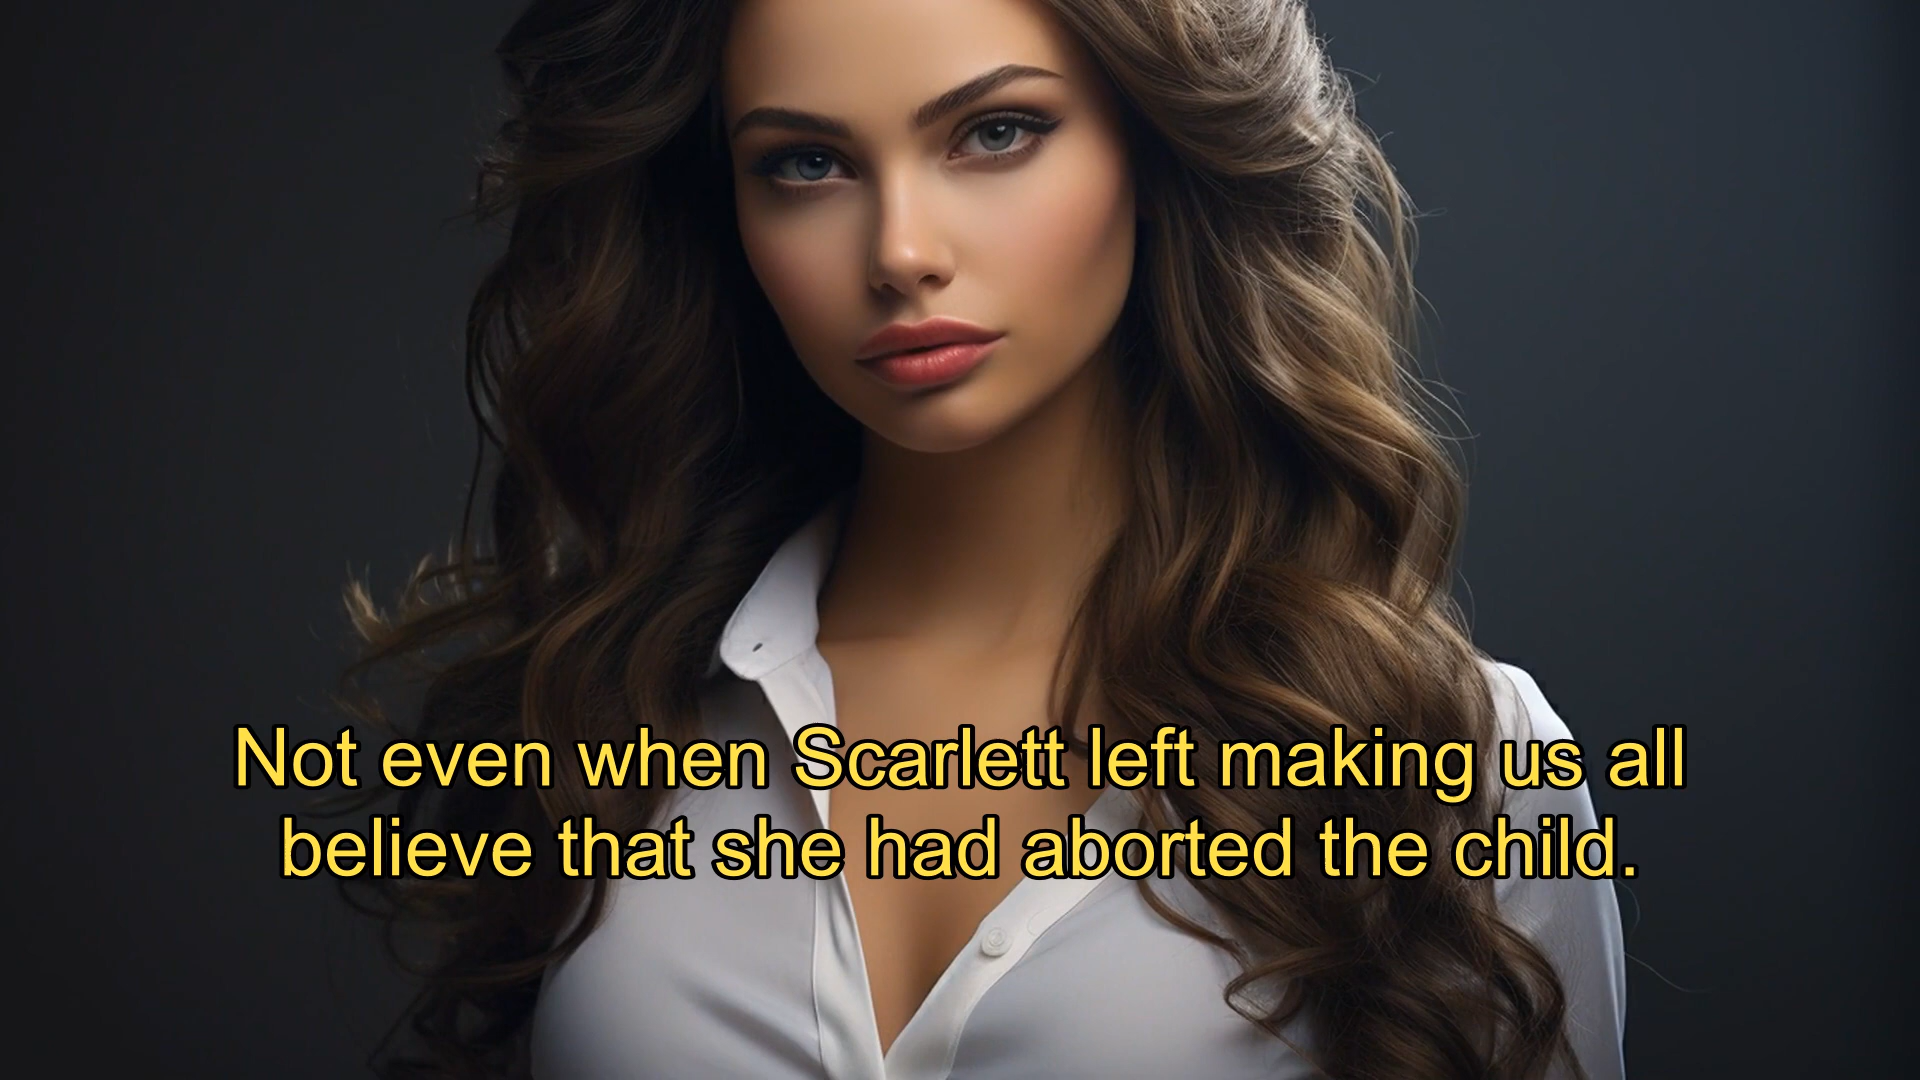 Not even when Scarlett left making us all
believe that she had aborted the child.